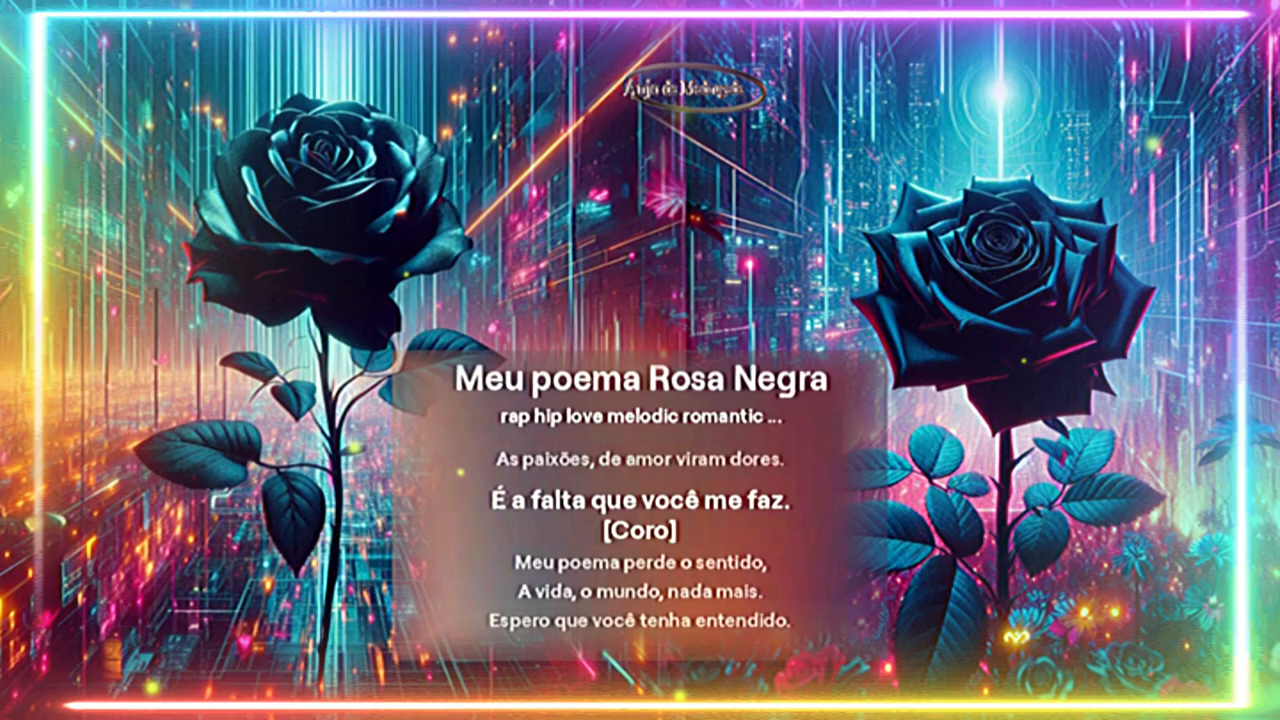 Meu poema Rosa Negra
rap hip love melodic romantic ...
As paixões, de amor viram dores.
É a falta que você me faz.
[Coro]
Meu poema perde o sentido,
A vida, o mundo, nada mais.
Espero que você tenha entendido.